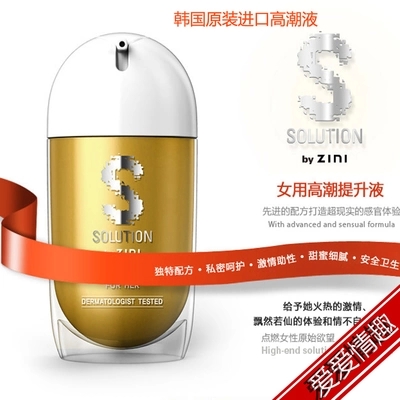 韩国原装进口高潮液
S
SOLUTION
by ZINI
女用高潮提升液
先进的配方打造超现实的感官体验
With advanced and sensual formula
S
SOLUTION
独特配方·私密呵护·激情助性·甜蜜细腻·安全卫生
FOR HER
DERMATOLOGIST TESTED
给予她火热的激情、
飘然若仙的体验和情不自
点燃女性原始欲望
High-end solution
爱爱情趣